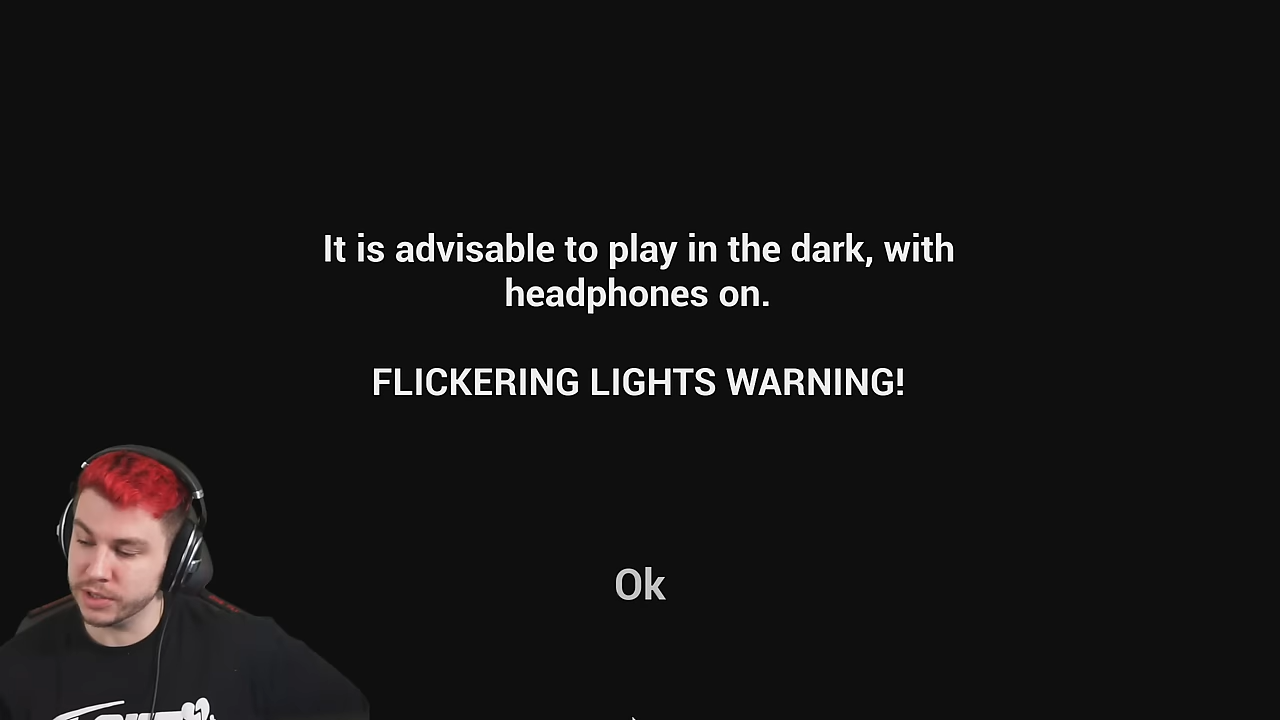 It is advisable to play in the dark, with
headphones on.
FLICKERING LIGHTS WARNING!
Ok